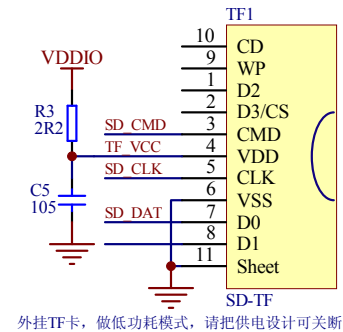 TF1
10 CD
VDDIO
9 WP
1 D2
2 D3/CS
R3
2R2
SD_CMD 3 CMD
TF_VCC 4 VDD
SD_CLK 5 CLK
6 VSS
C5
105
SD_DAT 7 D0
8 D1
11 Sheet
SD-TF
外挂TF卡，做低功耗模式，请把供电设计可关断